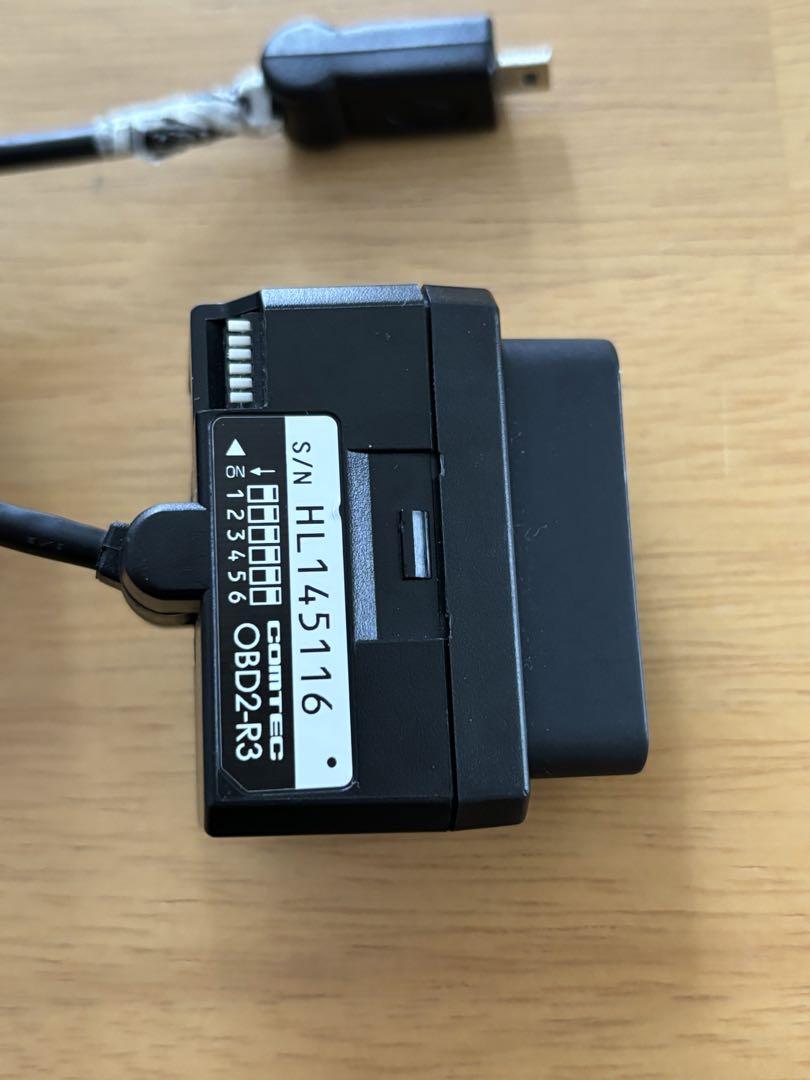 S/N HL145116
▲ ON
1 2 3 4 5 6
COMTEC
OBD2-R3